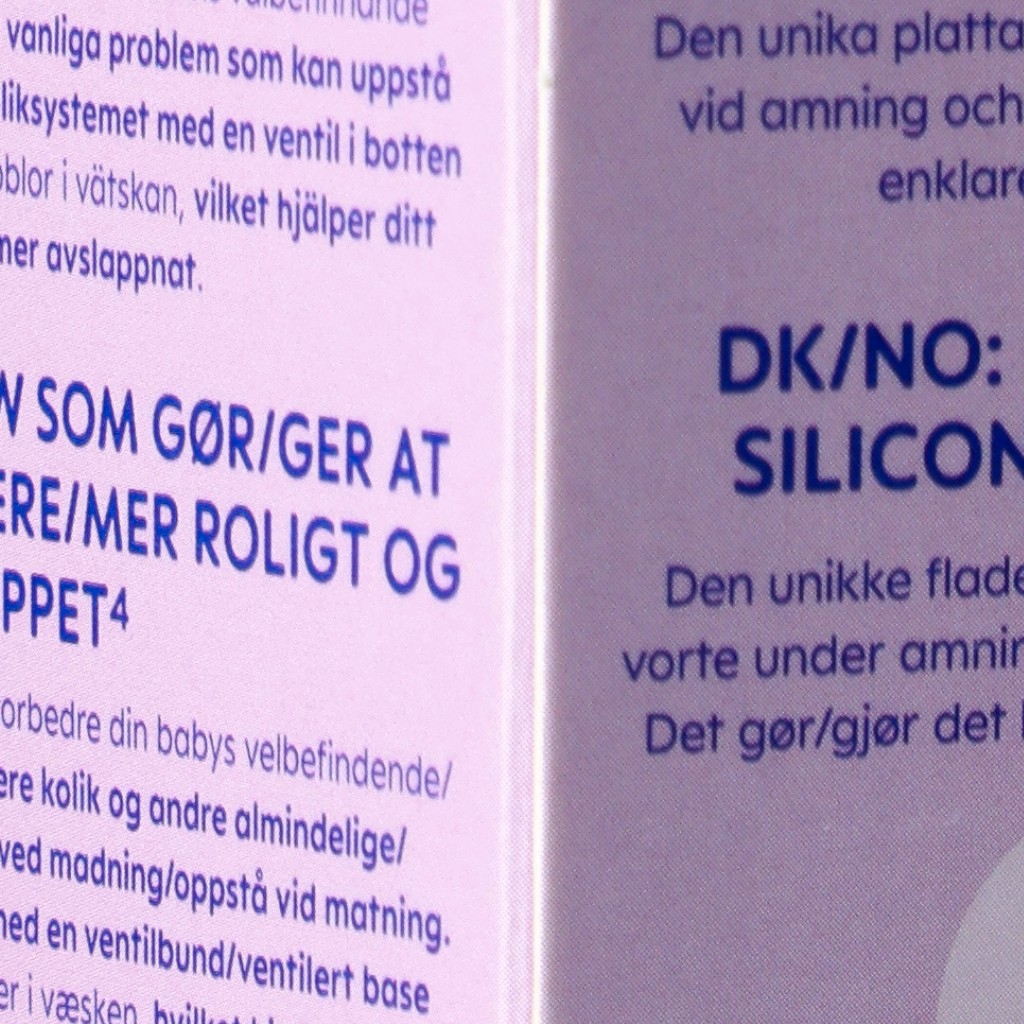 vanliga problem som kan uppstå
liksystemet med en ventil i botten
i vätskan, vilket hjälper ditt
avslappnat.
SOM GØR/GER AT
ERE/MER ROLIGT OG
PPET⁴
orbedre din babys velbefindende/
ere kolik og andre almindelige/
ved madning/oppstå vid matning.
ned en ventilbund/ventilert base
er i væsken,
Den unika platta
vid amning och
enklare
DK/NO:
SILICON
Den unikke flade
vorte under amnin
Det gør/gjør det